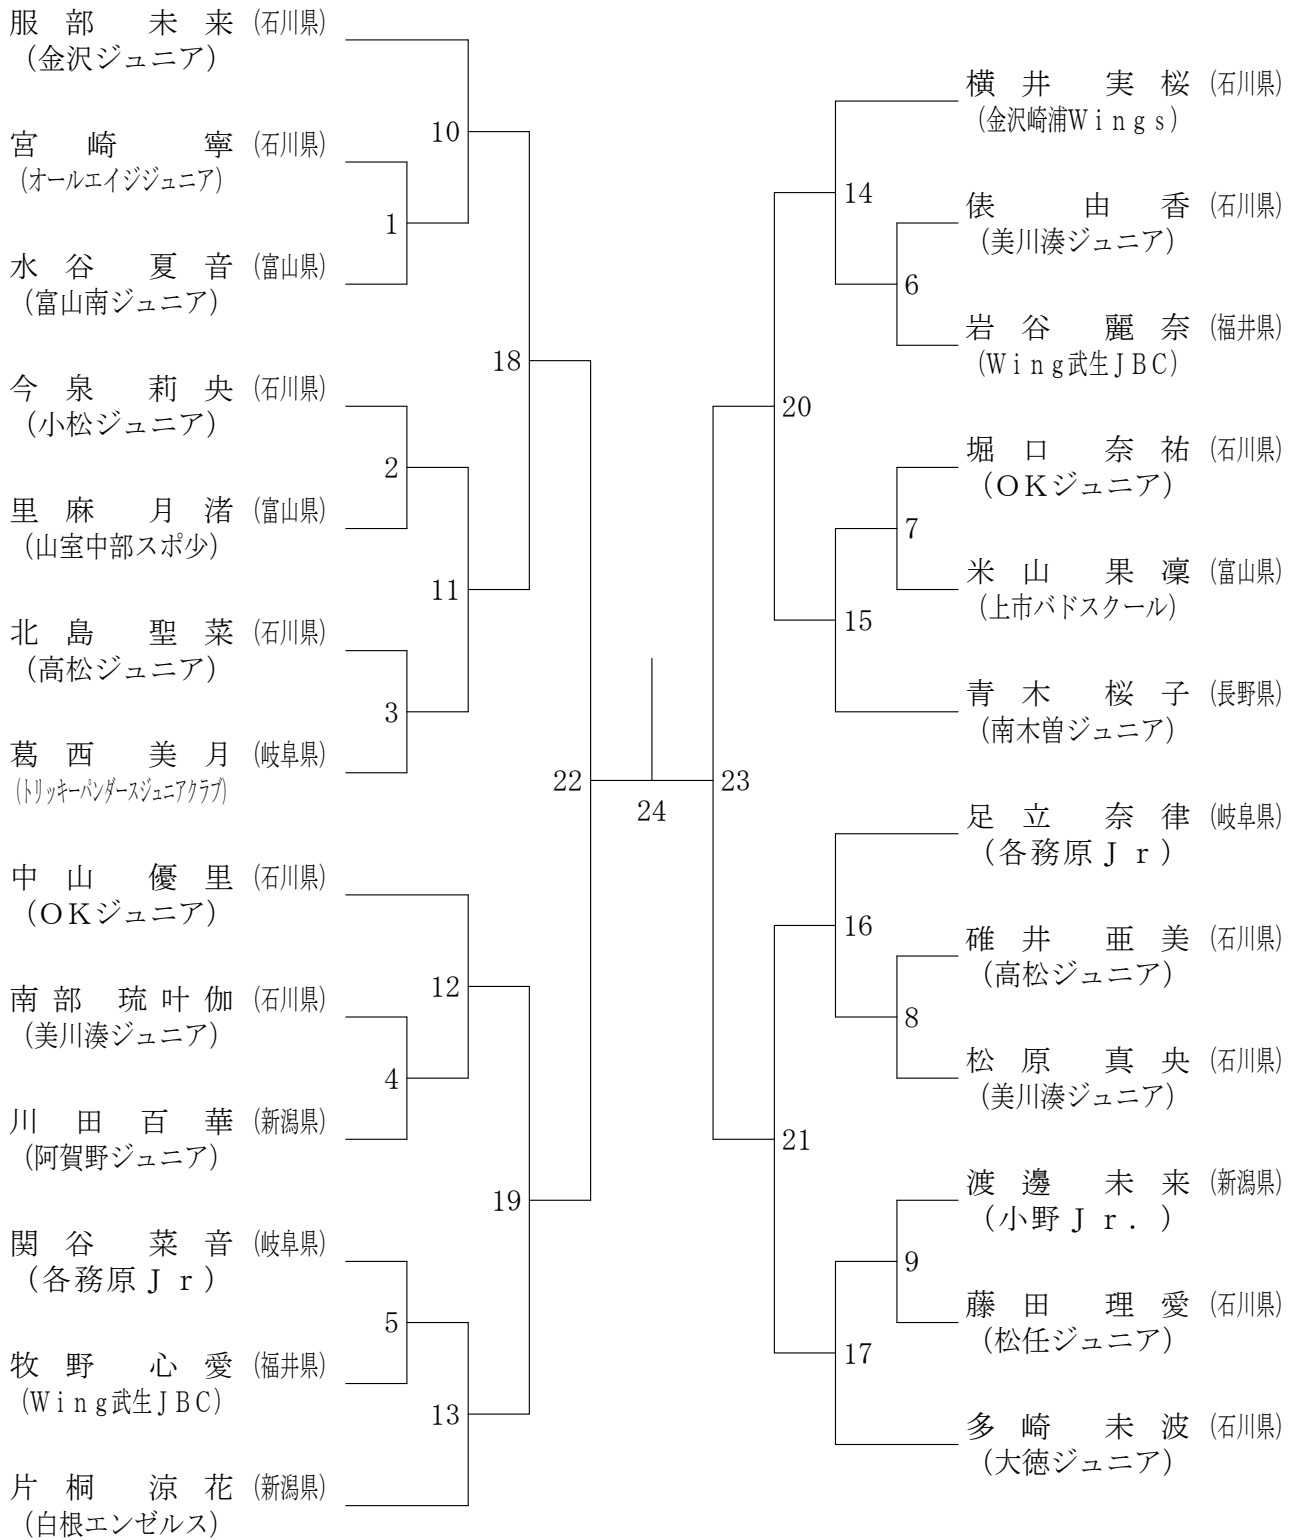 服部　未来 (石川県)
(金沢ジュニア)
宮崎　寧 (石川県)
(オールエイジジュニア)
水谷　夏音 (富山県)
(富山南ジュニア)
今泉　莉央 (石川県)
(小松ジュニア)
里麻　月渚 (富山県)
(山室中部スポ少)
北島　聖菜 (石川県)
(高松ジュニア)
葛西　美月 (岐阜県)
(トリッキーパンダースジュニアクラブ)
中山　優里 (石川県)
(OKジュニア)
南部　琉叶伽 (石川県)
(美川湊ジュニア)
川田　百華 (新潟県)
(阿賀野ジュニア)
関谷　菜音 (岐阜県)
(各務原Jr)
牧野　心愛 (福井県)
(Wing武生JBC)
片桐　涼花 (新潟県)
(白根エンゼルス)
1
2
3
4
5
10
11
12
13
18
19
22
24
23
20
21
14
15
16
17
6
7
8
9
横井　実桜 (石川県)
(金沢崎浦Wings)
俵　由香 (石川県)
(美川湊ジュニア)
岩谷　麗奈 (福井県)
(Wing武生JBC)
堀口　奈祐 (石川県)
(OKジュニア)
米山　果凜 (富山県)
(上市バドスクール)
青木　桜子 (長野県)
(南木曽ジュニア)
足立　奈律 (岐阜県)
(各務原Jr)
碓井　亜美 (石川県)
(高松ジュニア)
松原　真央 (石川県)
(美川湊ジュニア)
渡邊　未来 (新潟県)
(小野Jr.)
藤田　理愛 (石川県)
(松任ジュニア)
多崎　未波 (石川県)
(大徳ジュニア)